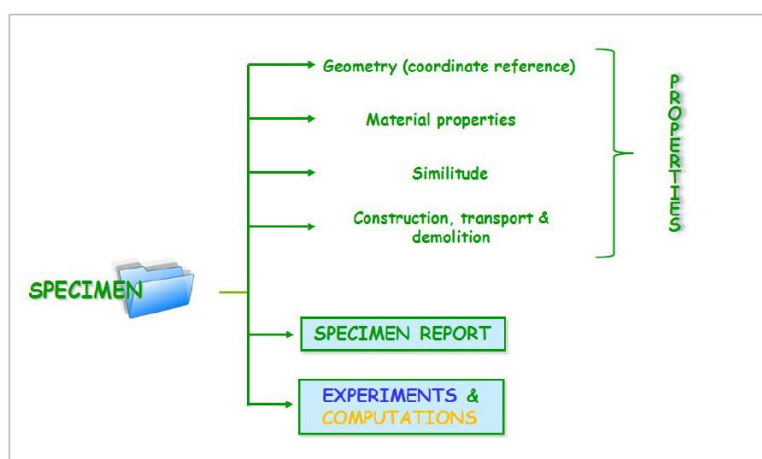 Geometry (coordinate reference)
Material properties
Similitude
Construction, transport &
demolition
PROPERTIES
SPECIMEN
SPECIMEN REPORT
EXPERIMENTS &
COMPUTATIONS